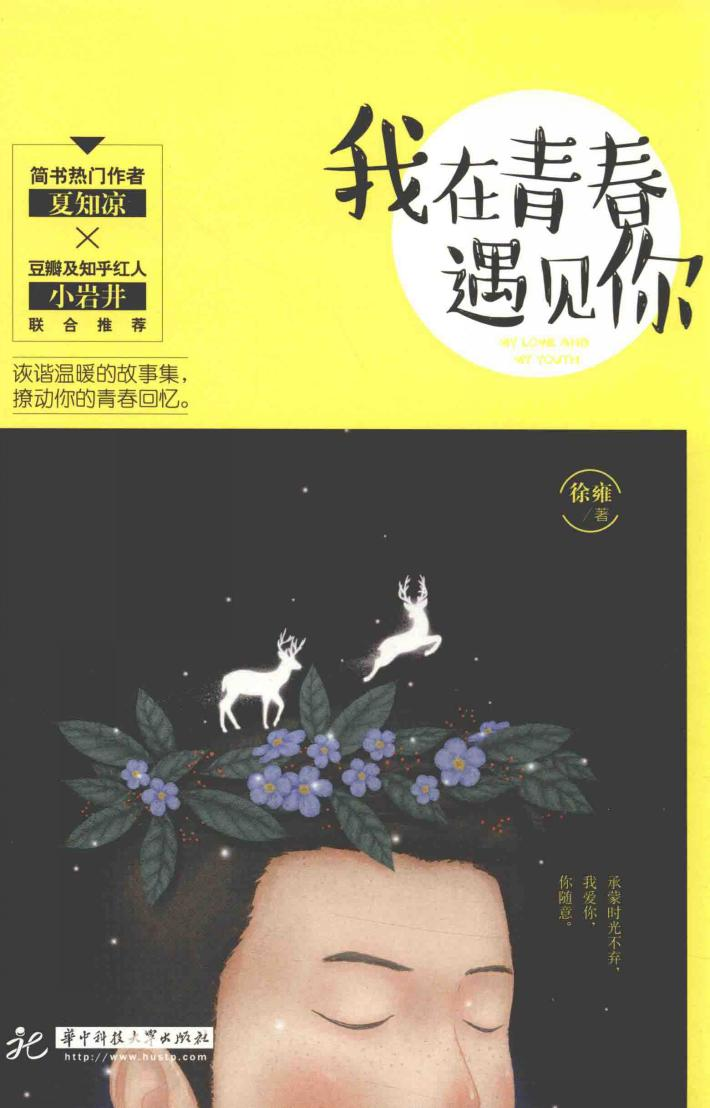 我在青春
遇见你
MY LOVE AND
MY YOUTH
简书热门作者
夏知凉
×
豆瓣及知乎红人
小岩井
联合推荐
诙谐温暖的故事集，
撩动你的青春回忆。
徐雍
/著
承蒙时光不弃，
我爱你，
你随意。
华中科技大学出版社
http://www.hustp.com